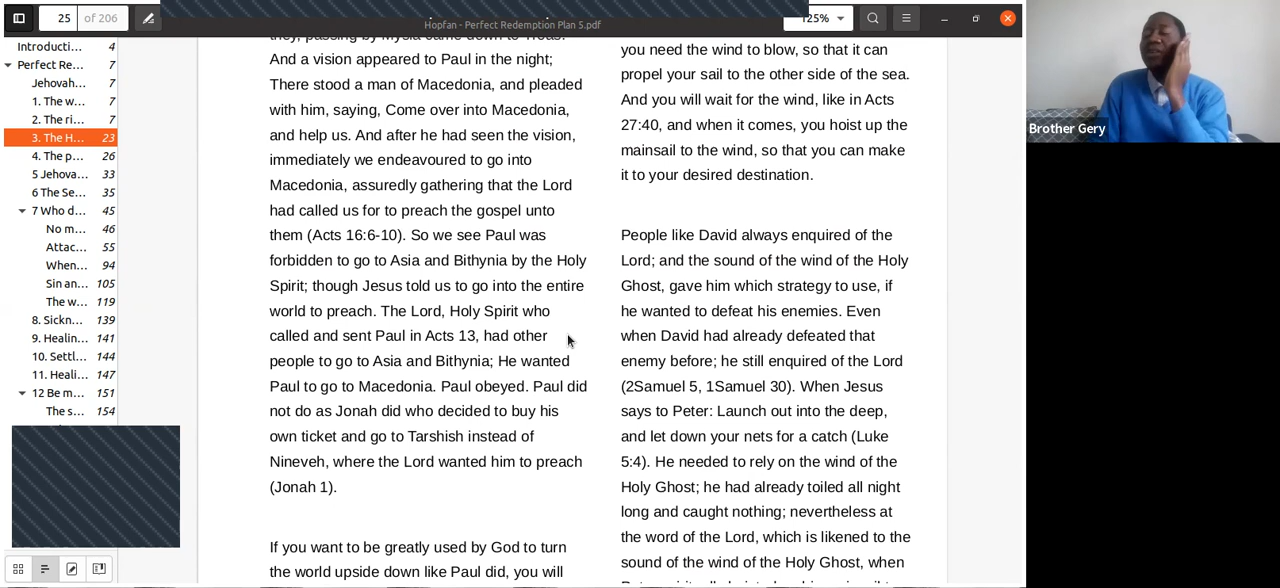 25
of 206
Hopfan - Perfect Redemption Plan 5.pdf
125%
Introducti... 4
Perfect Re... 7
Jehovah... 7
1. The w... 7
2. The ri... 7
3. The H... 23
4. The p... 26
5 Jehova... 33
6 The Se... 35
7 Who d... 45
No m... 46
Attac... 55
When... 94
Sin an... 105
The w... 119
8. Sickn... 139
9. Healin... 141
10. Settl... 144
11. Heali... 147
12 Be m... 151
The s... 154
they, passing by Mysia came down to Troas.
And a vision appeared to Paul in the night;
There stood a man of Macedonia, and pleaded
with him, saying, Come over into Macedonia,
and help us. And after he had seen the vision,
immediately we endeavoured to go into
Macedonia, assuredly gathering that the Lord
had called us for to preach the gospel unto
them (Acts 16:6-10). So we see Paul was
forbidden to go to Asia and Bithynia by the Holy
Spirit; though Jesus told us to go into the entire
world to preach. The Lord, Holy Spirit who
called and sent Paul in Acts 13, had other
people to go to Asia and Bithynia; He wanted
Paul to go to Macedonia. Paul obeyed. Paul did
not do as Jonah did who decided to buy his
own ticket and go to Tarshish instead of
Nineveh, where the Lord wanted him to preach
(Jonah 1).
If you want to be greatly used by God to turn
the world upside down like Paul did, you will
you need the wind to blow, so that it can
propel your sail to the other side of the sea.
And you will wait for the wind, like in Acts
27:40, and when it comes, you hoist up the
mainsail to the wind, so that you can make
it to your desired destination.
People like David always enquired of the
Lord; and the sound of the wind of the Holy
Ghost, gave him which strategy to use, if
he wanted to defeat his enemies. Even
when David had already defeated that
enemy before; he still enquired of the Lord
(2Samuel 5, 1Samuel 30). When Jesus
says to Peter: Launch out into the deep,
and let down your nets for a catch (Luke
5:4). He needed to rely on the wind of the
Holy Ghost; he had already toiled all night
long and caught nothing; nevertheless at
the word of the Lord, which is likened to the
sound of the wind of the Holy Ghost, when
Brother Gery